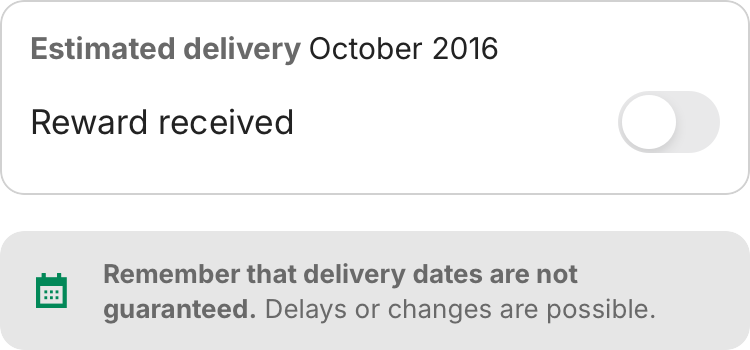 Estimated delivery October 2016
Reward received
Remember that delivery dates are not
guaranteed. Delays or changes are possible.